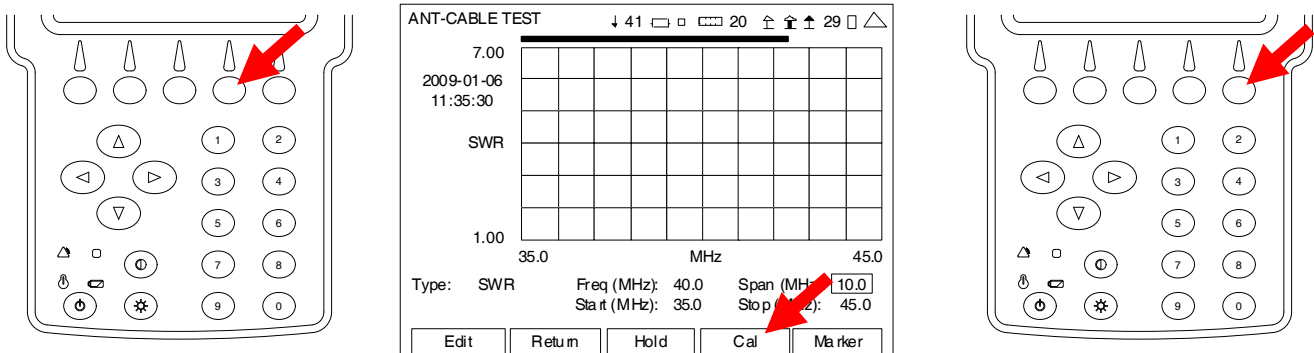 1 2
3 4
5 6
7 8
9 0
ANT-CABLE TEST 41 20 29
7.00
2009-01-06
11:35:30
SWR
1.00
35.0 MHz 45.0
Type: SWR Freq (MHz): 40.0 Span (MHz): 10.0
Start (MHz): 35.0 Stop (MHz): 45.0
Edit Return Hold Cal Marker
1 2
3 4
5 6
7 8
9 0